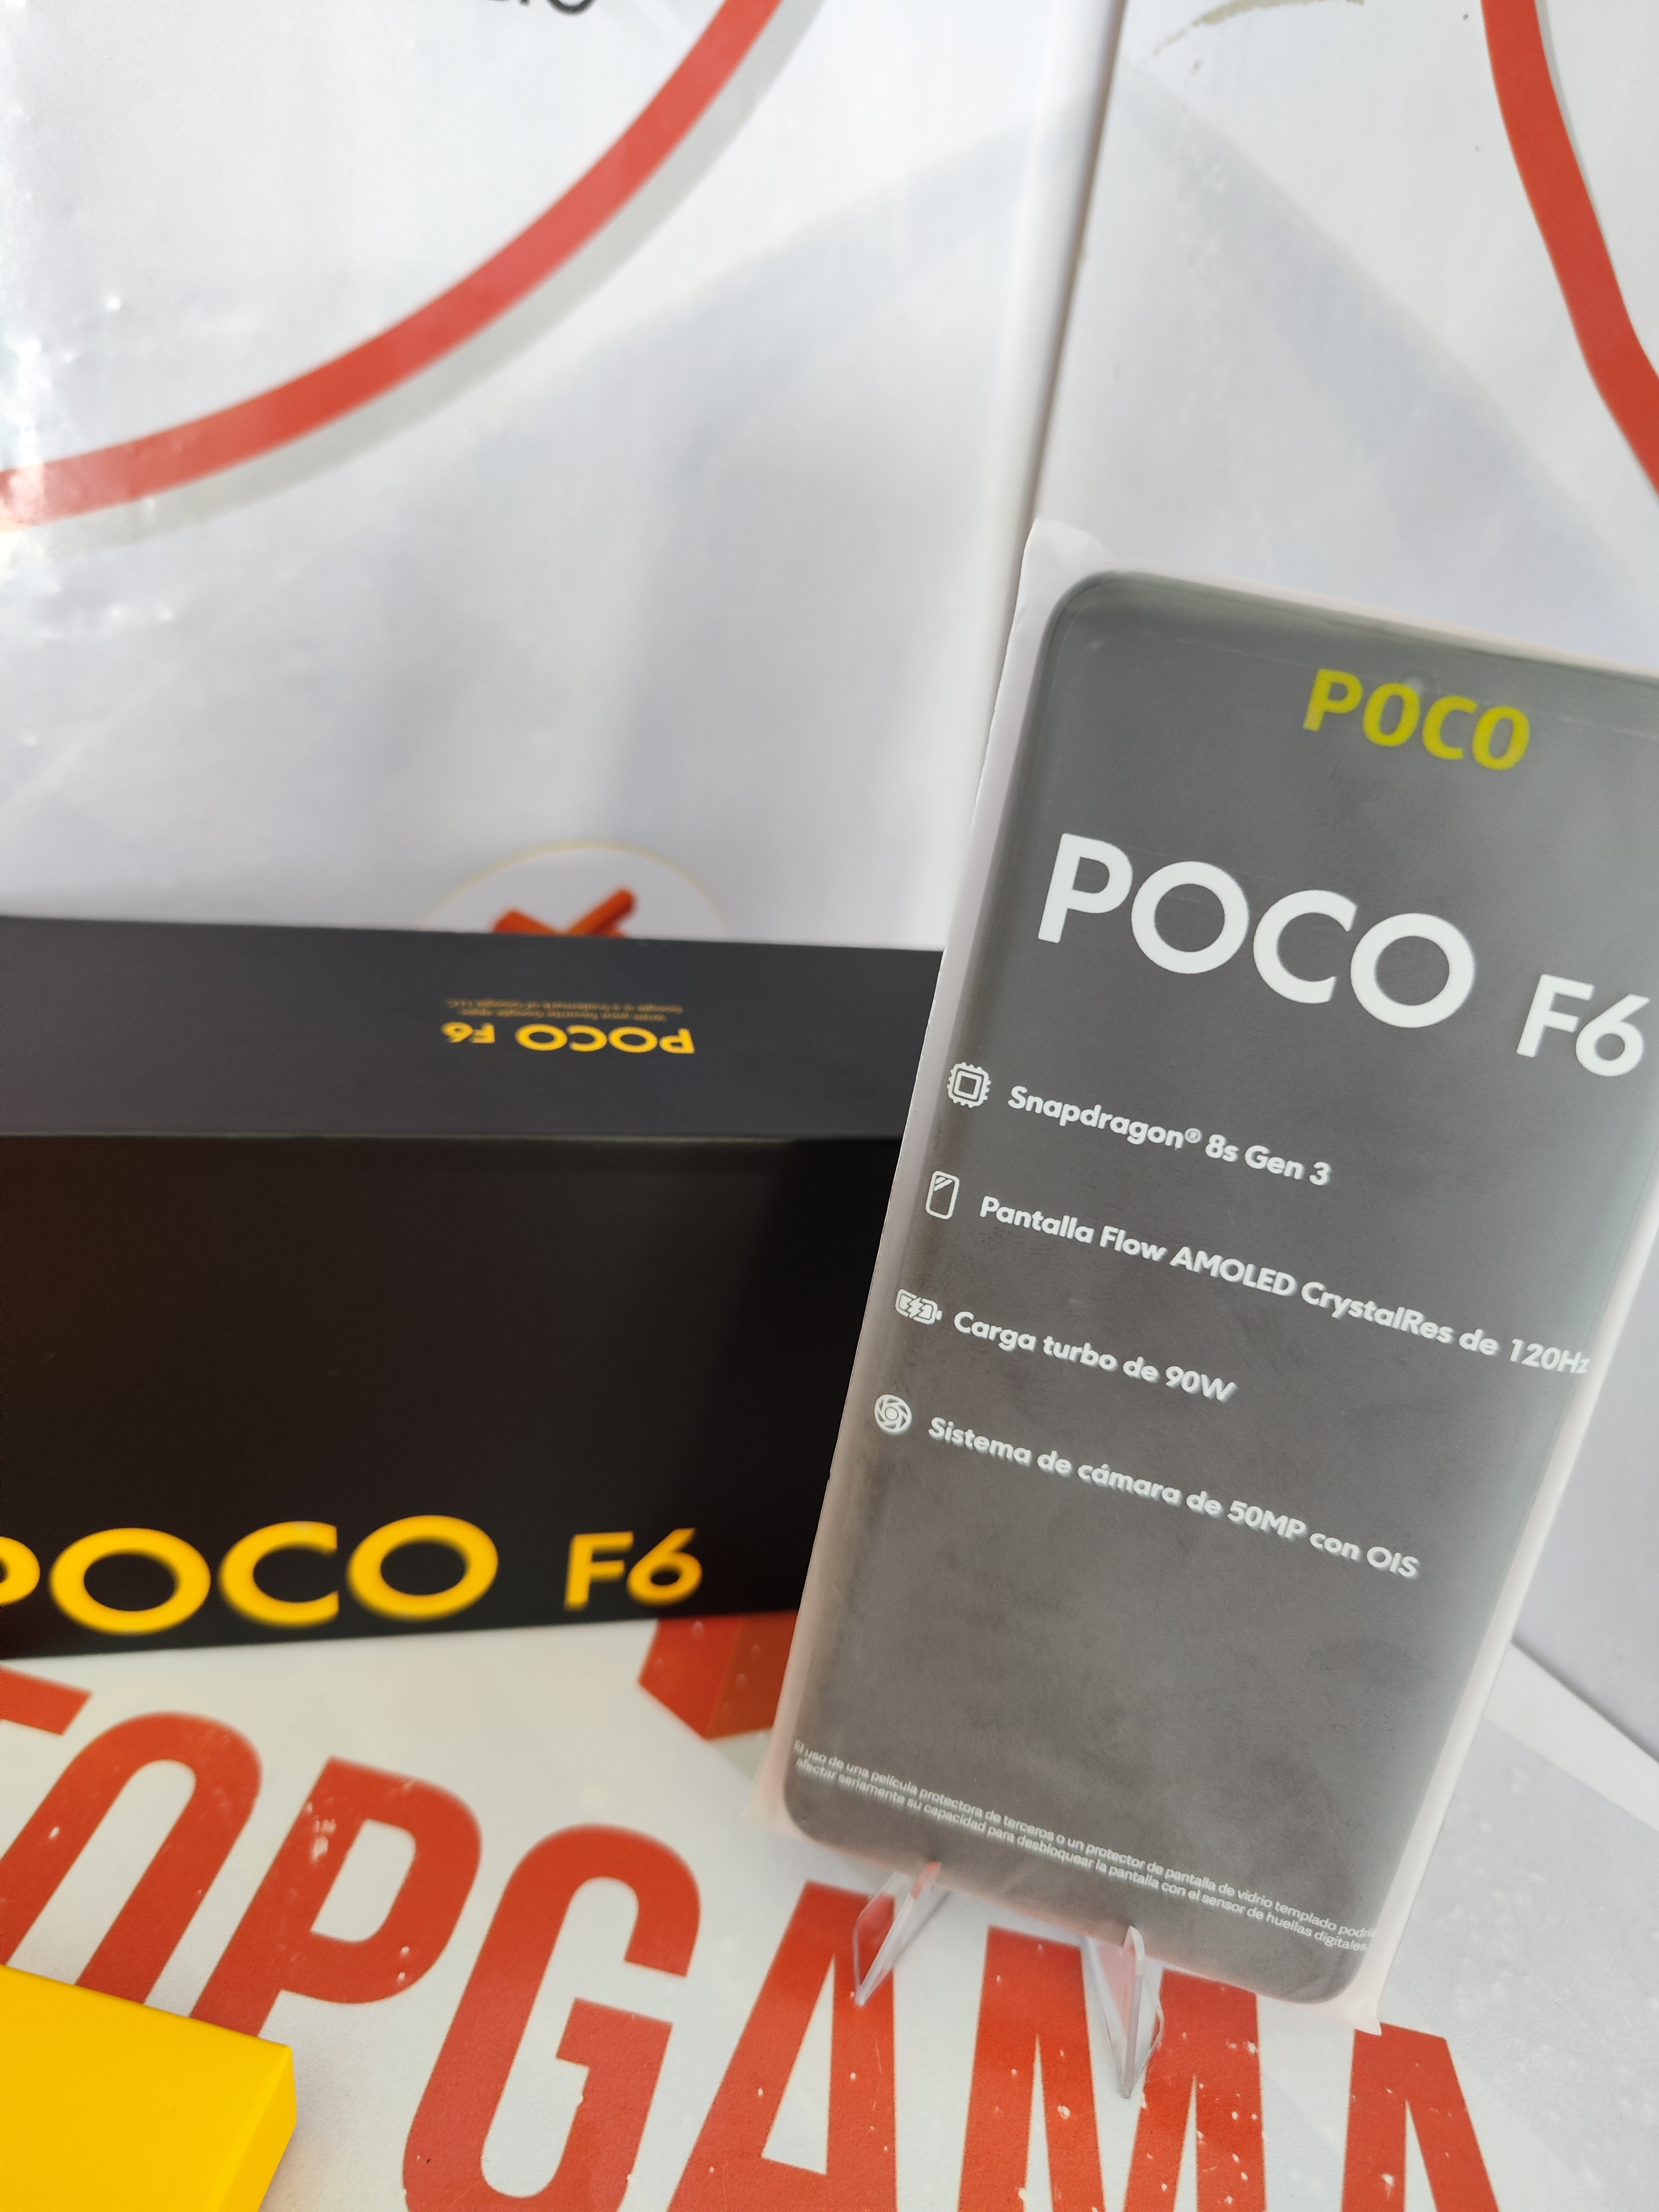 POCO
POCO F6
Snapdragon® 8s Gen 3
Pantalla Flow AMOLED CrystalRes de 120Hz
Carga turbo de 90W
Sistema de cámara de 50MP con OIS
El uso de una película protectora de terceros o un protector de pantalla de vidrio templado podría
afectar seriamente su capacidad para desbloquear la pantalla con el sensor de huellas digitales.
POCO F6
POCO F6
TOPGAMA